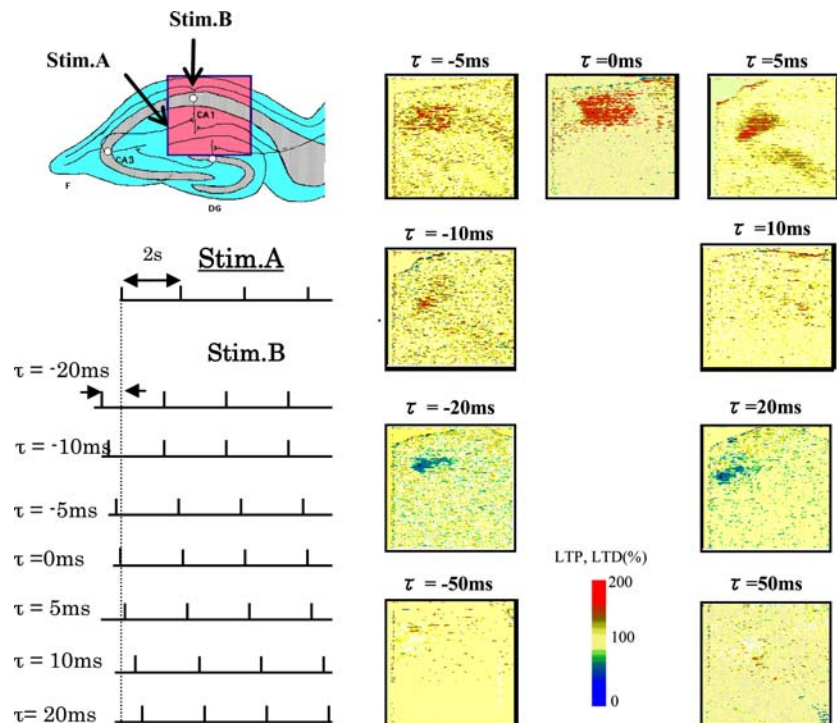 Stim.B
Stim.A
CA1
CA3
F
DG
2s
Stim.A
Stim.B
τ = -20ms
τ = -10ms
τ = -5ms
τ =0ms
τ = 5ms
τ = 10ms
τ= 20ms
τ = -5ms
τ =0ms
τ = 5ms
τ = -10ms
τ =10ms
τ = -20ms
τ =20ms
LTP, LTD(%)
200
100
0
τ = -50ms
τ =50ms